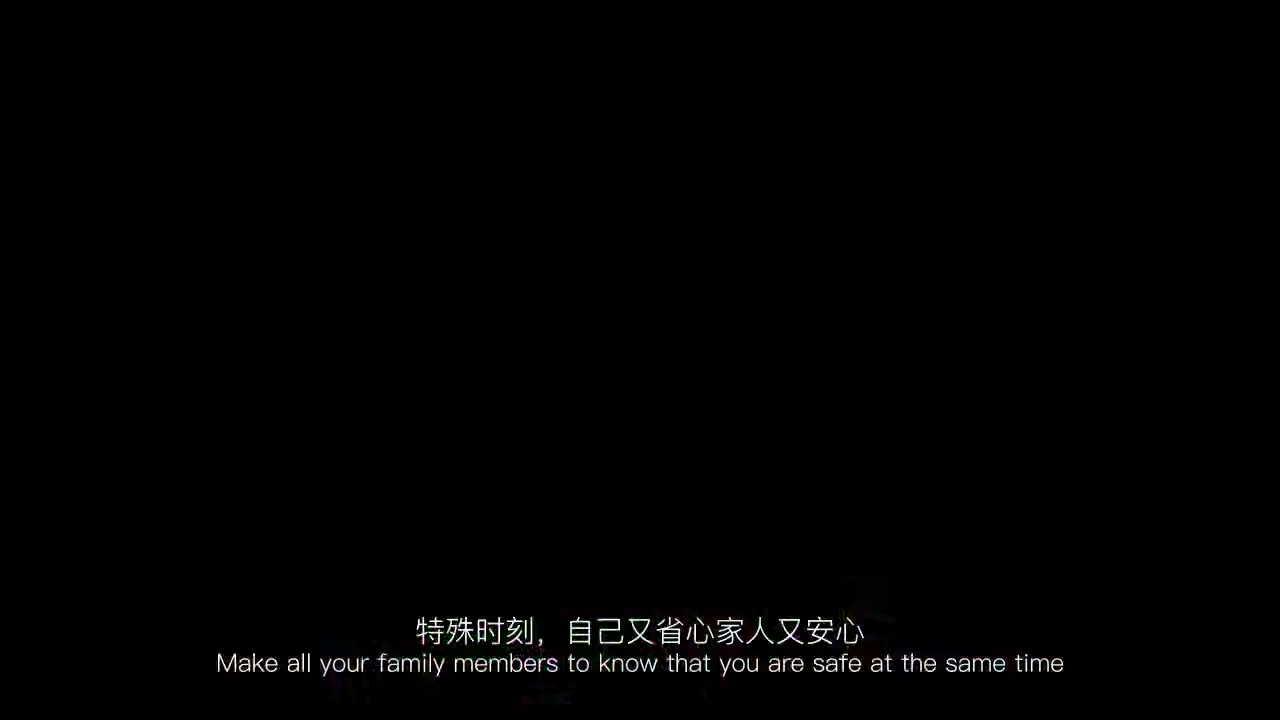 特殊时刻，自己又省心家人又安心
Make all your family members to know that you are safe at the same time